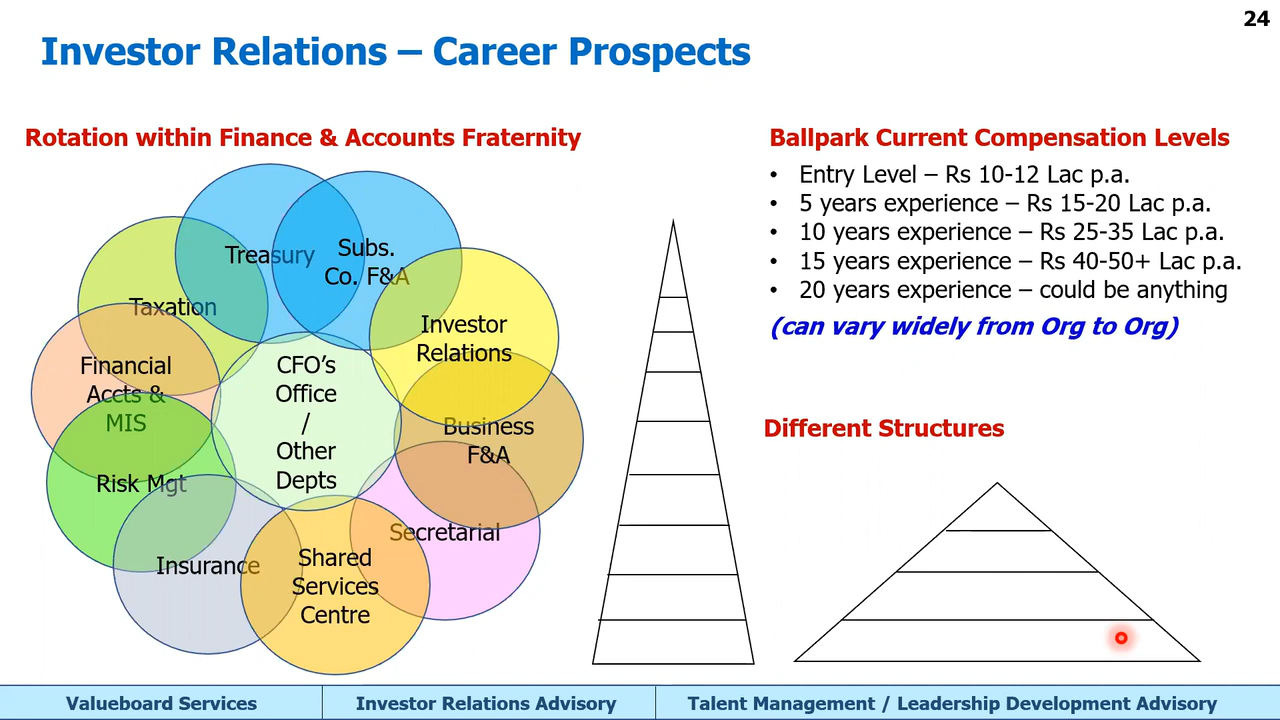 24
Investor Relations – Career Prospects
Rotation within Finance & Accounts Fraternity
Treasury
Subs.
Co. F&A
Taxation
Investor
Relations
Financial
Accts &
MIS
CFO’s
Office
/
Other
Depts
Business
F&A
Risk Mgt
Secretarial
Insurance
Shared
Services
Centre
Ballpark Current Compensation Levels
• Entry Level – Rs 10-12 Lac p.a.
• 5 years experience – Rs 15-20 Lac p.a.
• 10 years experience – Rs 25-35 Lac p.a.
• 15 years experience – Rs 40-50+ Lac p.a.
• 20 years experience – could be anything
(can vary widely from Org to Org)
Different Structures
Valueboard Services
Investor Relations Advisory
Talent Management / Leadership Development Advisory